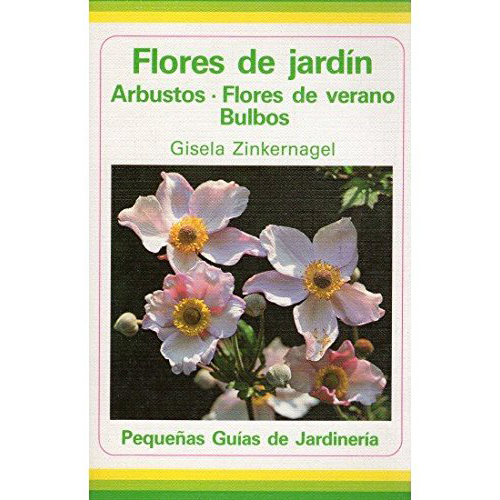 Flores de jardín
Arbustos · Flores de verano
Bulbos
Gisela Zinkernagel
Pequeñas Guías de Jardinería